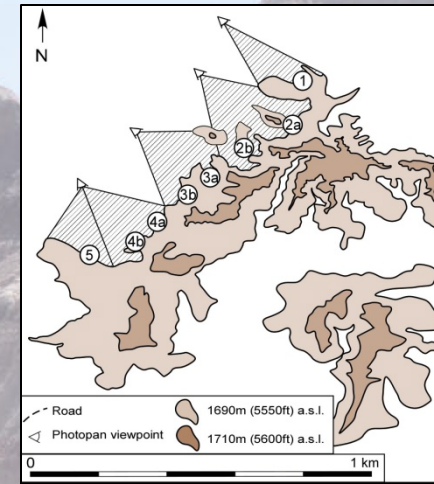 N
1
2a
2b
3a
3b
4a
4b
5
Road
1690m (5550ft) a.s.l.
Photopan viewpoint
1710m (5600ft) a.s.l.
0 1 km